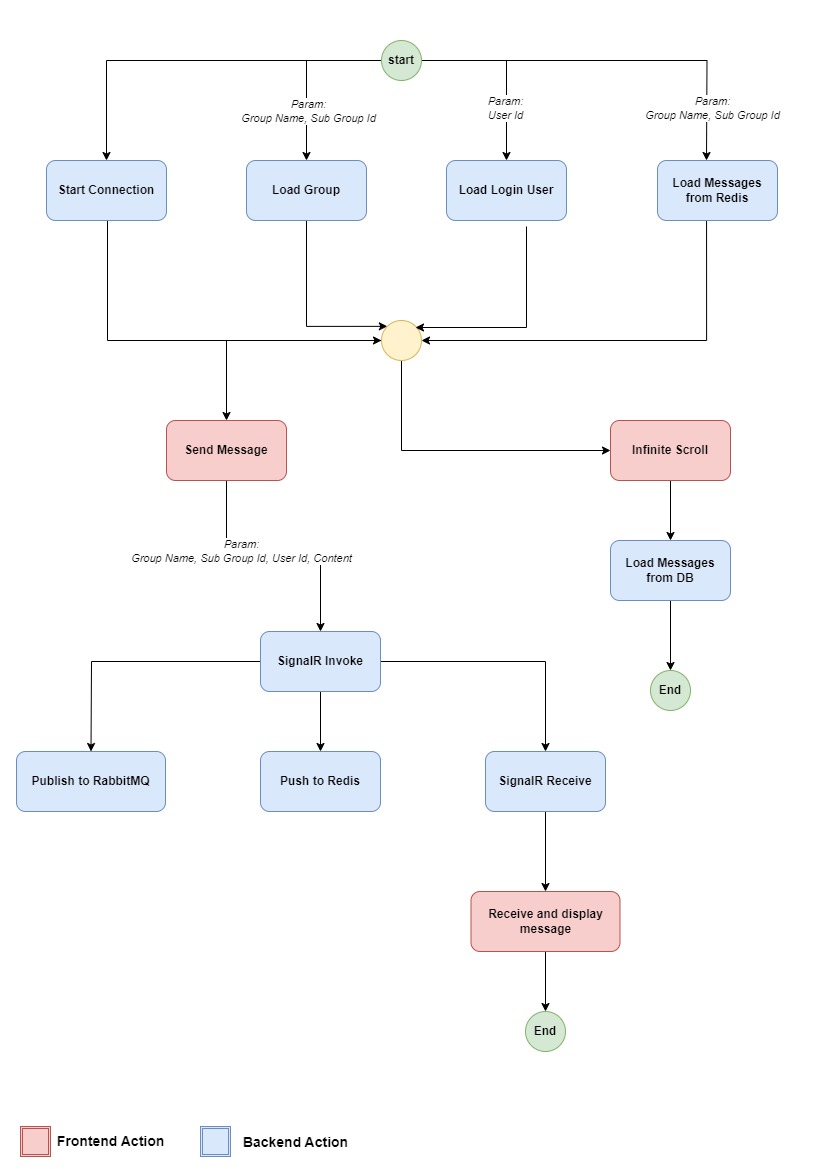 start
Param:
Group Name, Sub Group Id
Param:
User Id
Param:
Group Name, Sub Group Id
Start Connection
Load Group
Load Login User
Load Messages
from Redis
Send Message
Infinite Scroll
Param:
Group Name, Sub Group Id, User Id, Content
Load Messages
from DB
SignalR Invoke
End
Publish to RabbitMQ
Push to Redis
SignalR Receive
Receive and display
message
End
Frontend Action
Backend Action